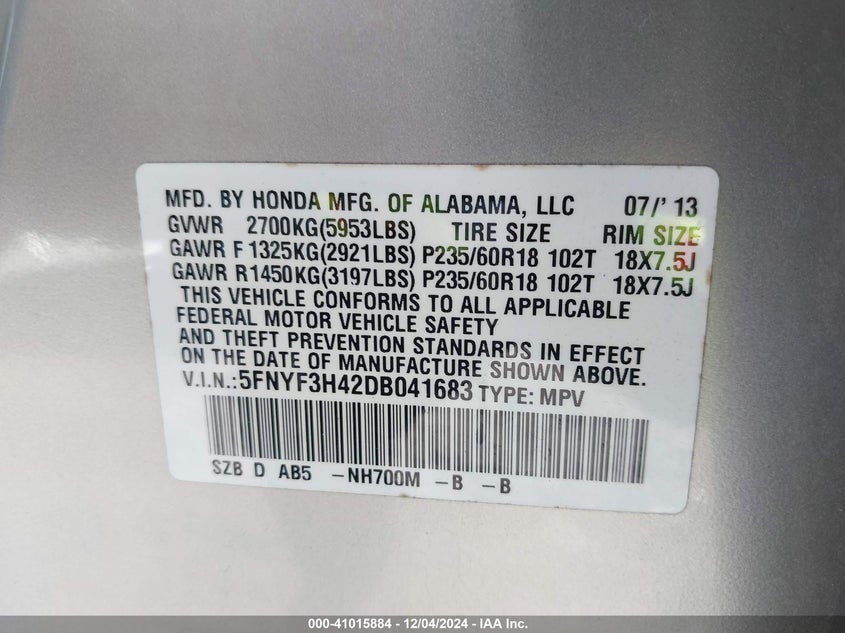 MFD. BY HONDA MFG. OF ALABAMA, LLC 07/' 13
GVWR 2700KG(5953LBS) TIRE SIZE RIM SIZE
GAWR F 1325KG(2921LBS) P235/60R18 102T 18X7.5J
GAWR R1450KG(3197LBS) P235/60R18 102T 18X7.5J
THIS VEHICLE CONFORMS TO ALL APPLICABLE
FEDERAL MOTOR VEHICLE SAFETY
AND THEFT PREVENTION STANDARDS IN EFFECT
ON THE DATE OF MANUFACTURE SHOWN ABOVE.
V.I.N.:5FNYF3H42DB041683 TYPE: MPV
SZB D AB5 -NH700M -B -B
000-41015884 - 12/04/2024 - IAA Inc.